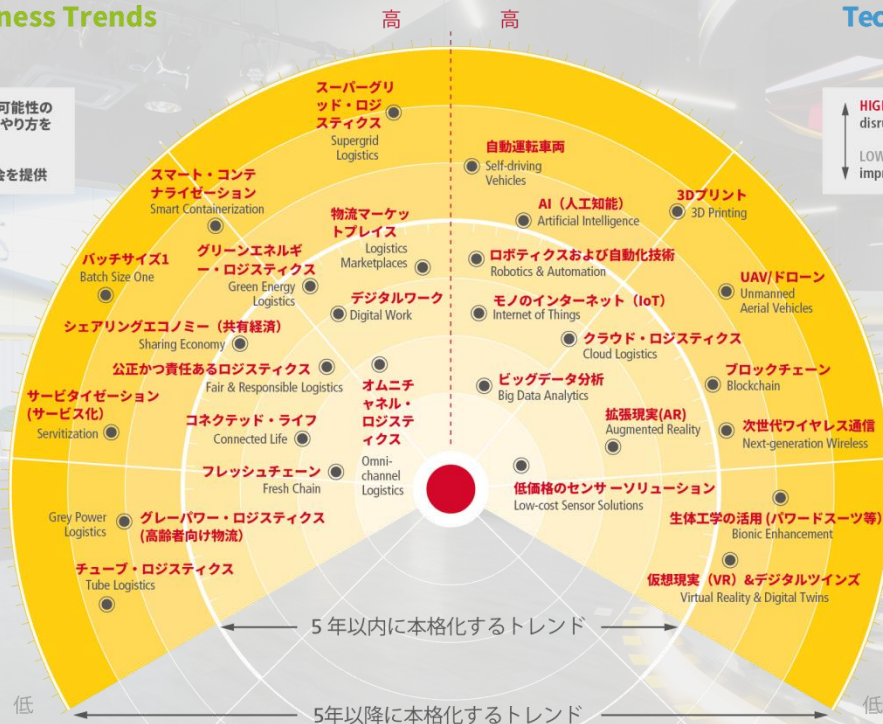 ness Trends
高
高
Tec
可能性の
やり方を
会を提供
HIGH
disru
LOW
impr
スーパーグリ
ッド・ロジ
スティクス
Supergrid
Logistics
自動運転車両
Self-driving
Vehicles
スマート・コンテ
ナライゼーション
Smart Containerization
AI（人工知能）
Artificial Intelligence
3Dプリント
3D Printing
物流マーケッ
トプレイス
Logistics
Marketplaces
バッチサイズ1
Batch Size One
グリーンエネルギ
ー・ロジスティクス
Green Energy
Logistics
ロボティクスおよび自動化技術
Robotics & Automation
UAV/ドローン
Unmanned
Aerial Vehicles
デジタルワーク
Digital Work
モノのインターネット（IoT）
Internet of Things
シェアリングエコノミー（共有経済）
Sharing Economy
クラウド・ロジスティクス
Cloud Logistics
公正かつ責任あるロジスティクス
Fair & Responsible Logistics
ブロックチェーン
Blockchain
オムニチ
ャネル・
ロジステ
ィクス
Omni-
channel
Logistics
ビッグデータ分析
Big Data Analytics
サービタイゼーション
(サービス化)
Servitization
コネクテッド・ライフ
Connected Life
拡張現実(AR)
Augmented Reality
次世代ワイヤレス通信
Next-generation Wireless
フレッシュチェーン
Fresh Chain
低価格のセンサーソリューション
Low-cost Sensor Solutions
Grey Power
Logistics
グレーパワー・ロジスティクス
(高齢者向け物流)
生体工学の活用 (パワードスーツ等)
Bionic Enhancement
チューブ・ロジスティクス
Tube Logistics
仮想現実（VR）&デジタルツインズ
Virtual Reality & Digital Twins
5 年以内に本格化するトレンド
低
5年以降に本格化するトレンド
低